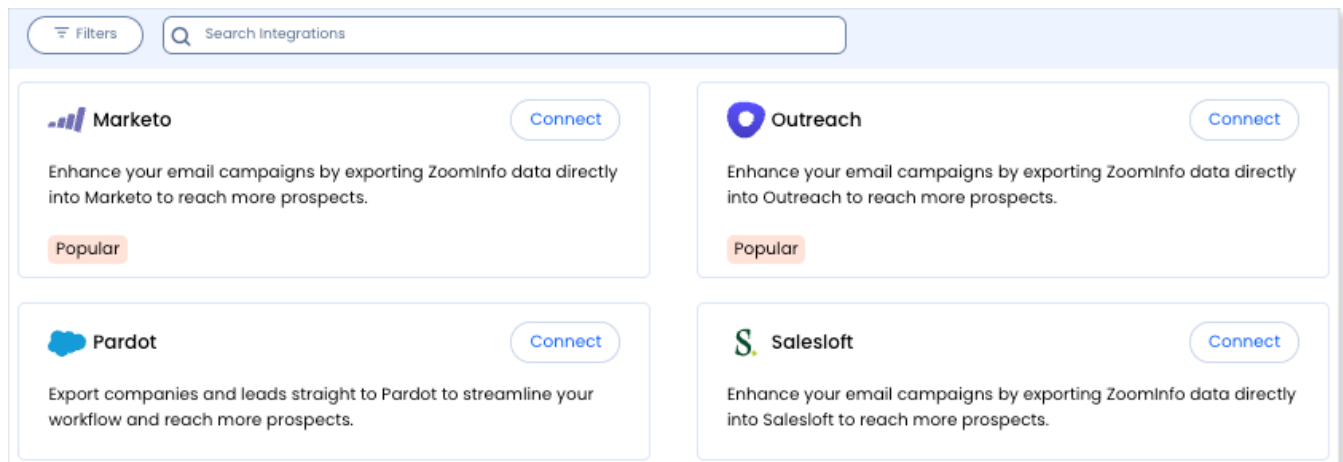 Filters
Search Integrations
Marketo
Connect
Enhance your email campaigns by exporting ZoomInfo data directly
into Marketo to reach more prospects.
Popular
Outreach
Connect
Enhance your email campaigns by exporting ZoomInfo data directly
into Outreach to reach more prospects.
Popular
Pardot
Connect
Export companies and leads straight to Pardot to streamline your
workflow and reach more prospects.
S.
Salesloft
Connect
Enhance your email campaigns by exporting ZoomInfo data directly
into Salesloft to reach more prospects.